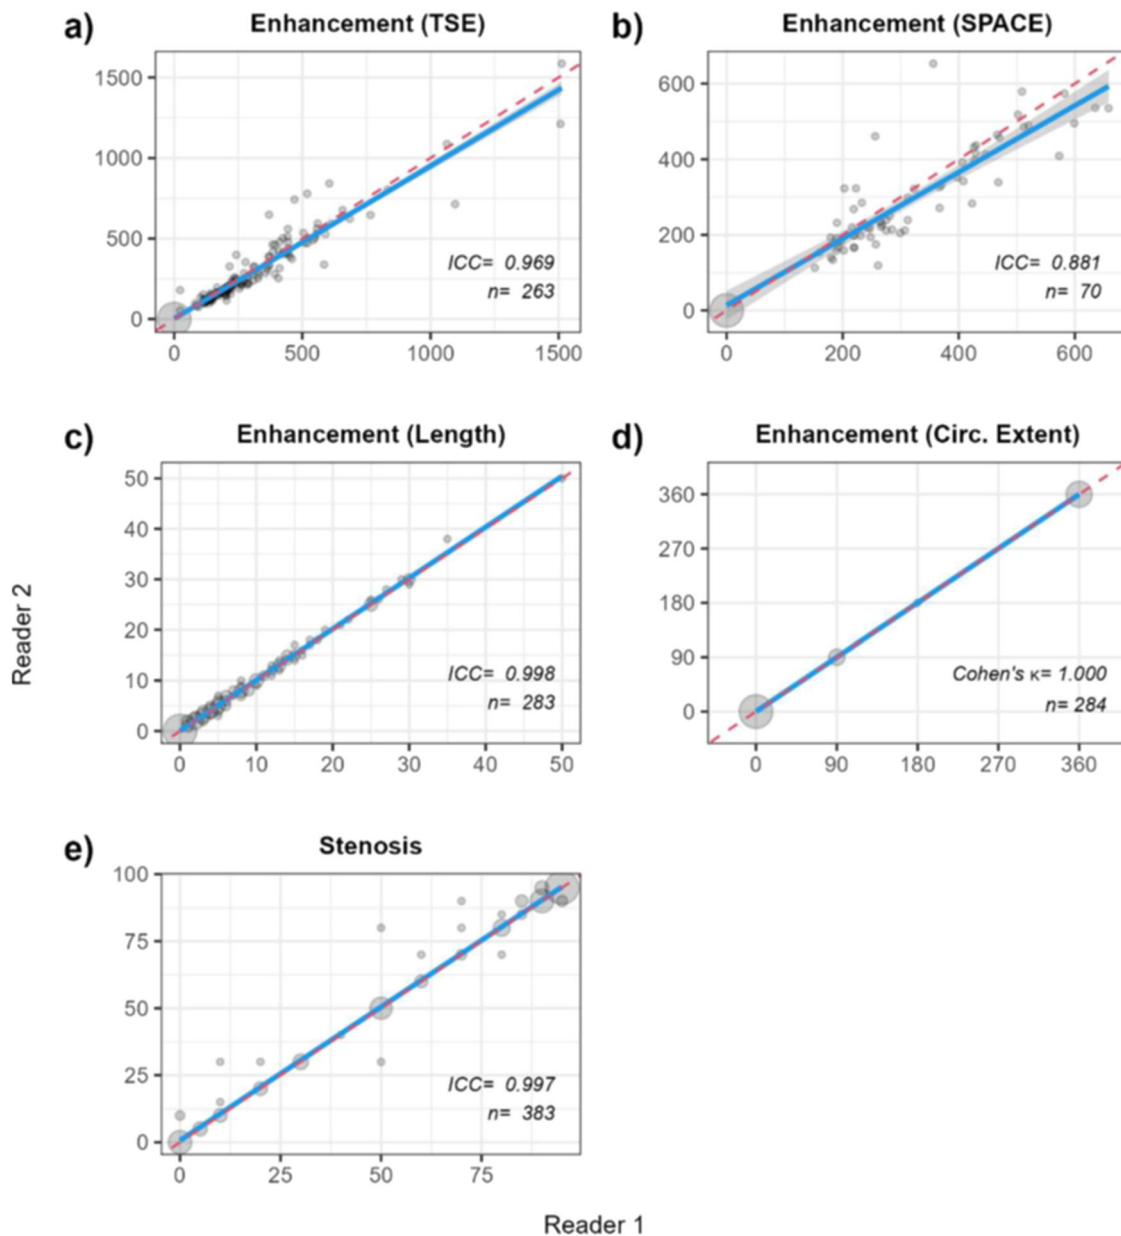 a) Enhancement (TSE)
1500
1000
500
0
ICC= 0.969
n= 263
0 500 1000 1500
b) Enhancement (SPACE)
600
400
200
0
ICC= 0.881
n= 70
0 200 400 600
c) Enhancement (Length)
50
40
30
20
10
0
ICC= 0.998
n= 283
0 10 20 30 40 50
d) Enhancement (Circ. Extent)
360
270
180
90
0
Cohen's κ= 1.000
n= 284
0 90 180 270 360
e) Stenosis
100
75
50
25
0
ICC= 0.997
n= 383
0 25 50 75
Reader 2
Reader 1